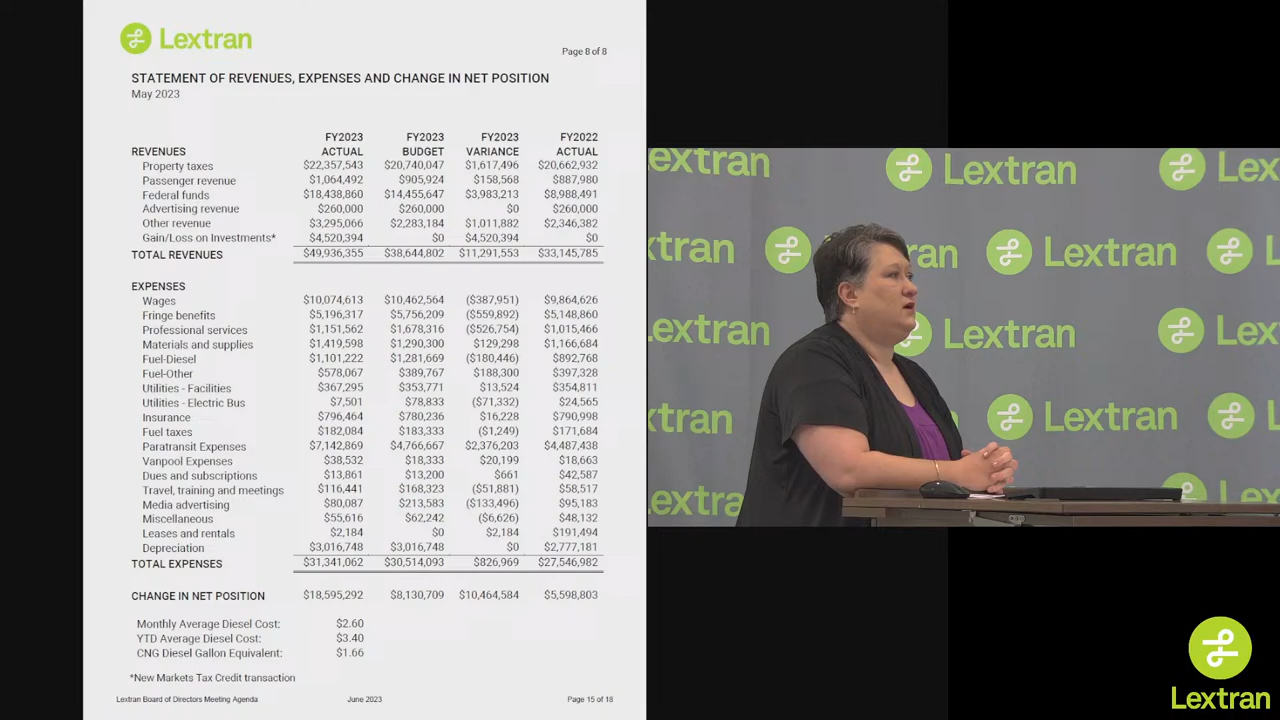 Lextran
Page 8 of 8
STATEMENT OF REVENUES, EXPENSES AND CHANGE IN NET POSITION
May 2023
FY2023 FY2023 FY2023 FY2022
REVENUES ACTUAL BUDGET VARIANCE ACTUAL
Property taxes $22,357,543 $20,740,047 $1,617,496 $20,662,932
Passenger revenue $1,064,492 $905,924 $158,568 $887,980
Federal funds $18,438,860 $14,455,647 $3,983,213 $8,988,491
Advertising revenue $260,000 $260,000 $0 $260,000
Other revenue $3,295,066 $2,283,184 $1,011,882 $2,346,382
Gain/Loss on Investments* $4,520,394 $0 $4,520,394 $0
TOTAL REVENUES $49,936,355 $38,644,802 $11,291,553 $33,145,785
EXPENSES
Wages $10,074,613 $10,462,564 ($387,951) $9,864,626
Fringe benefits $5,196,317 $5,756,209 ($559,892) $5,148,860
Professional services $1,151,562 $1,678,316 ($526,754) $1,015,466
Materials and supplies $1,419,598 $1,290,300 $129,298 $1,166,684
Fuel-Diesel $1,101,222 $1,281,669 ($180,446) $892,768
Fuel-Other $578,067 $389,767 $188,300 $397,328
Utilities - Facilities $367,295 $353,771 $13,524 $354,811
Utilities - Electric Bus $7,501 $78,833 ($71,332) $24,565
Insurance $796,464 $780,236 $16,228 $790,998
Fuel taxes $182,084 $183,333 ($1,249) $171,684
Paratransit Expenses $7,142,869 $4,766,667 $2,376,203 $4,487,438
Vanpool Expenses $38,532 $18,333 $20,199 $18,663
Dues and subscriptions $13,861 $13,200 $661 $42,587
Travel, training and meetings $116,441 $168,323 ($51,881) $58,517
Media advertising $80,087 $213,583 ($133,496) $95,183
Miscellaneous $55,616 $62,242 ($6,626) $48,132
Leases and rentals $2,184 $0 $2,184 $191,494
Depreciation $3,016,748 $3,016,748 $0 $2,777,181
TOTAL EXPENSES $31,341,062 $30,514,093 $826,969 $27,546,982
CHANGE IN NET POSITION $18,595,292 $8,130,709 $10,464,584 $5,598,803
Monthly Average Diesel Cost: $2.60
YTD Average Diesel Cost: $3.40
CNG Diesel Gallon Equivalent: $1.66
*New Markets Tax Credit transaction
Lextran Board of Directors Meeting Agenda June 2023 Page 15 of 18
extran Lextran Lex
tran ran Lextran L
extran Lextran
tran Lextran L
extra Le
Lextran